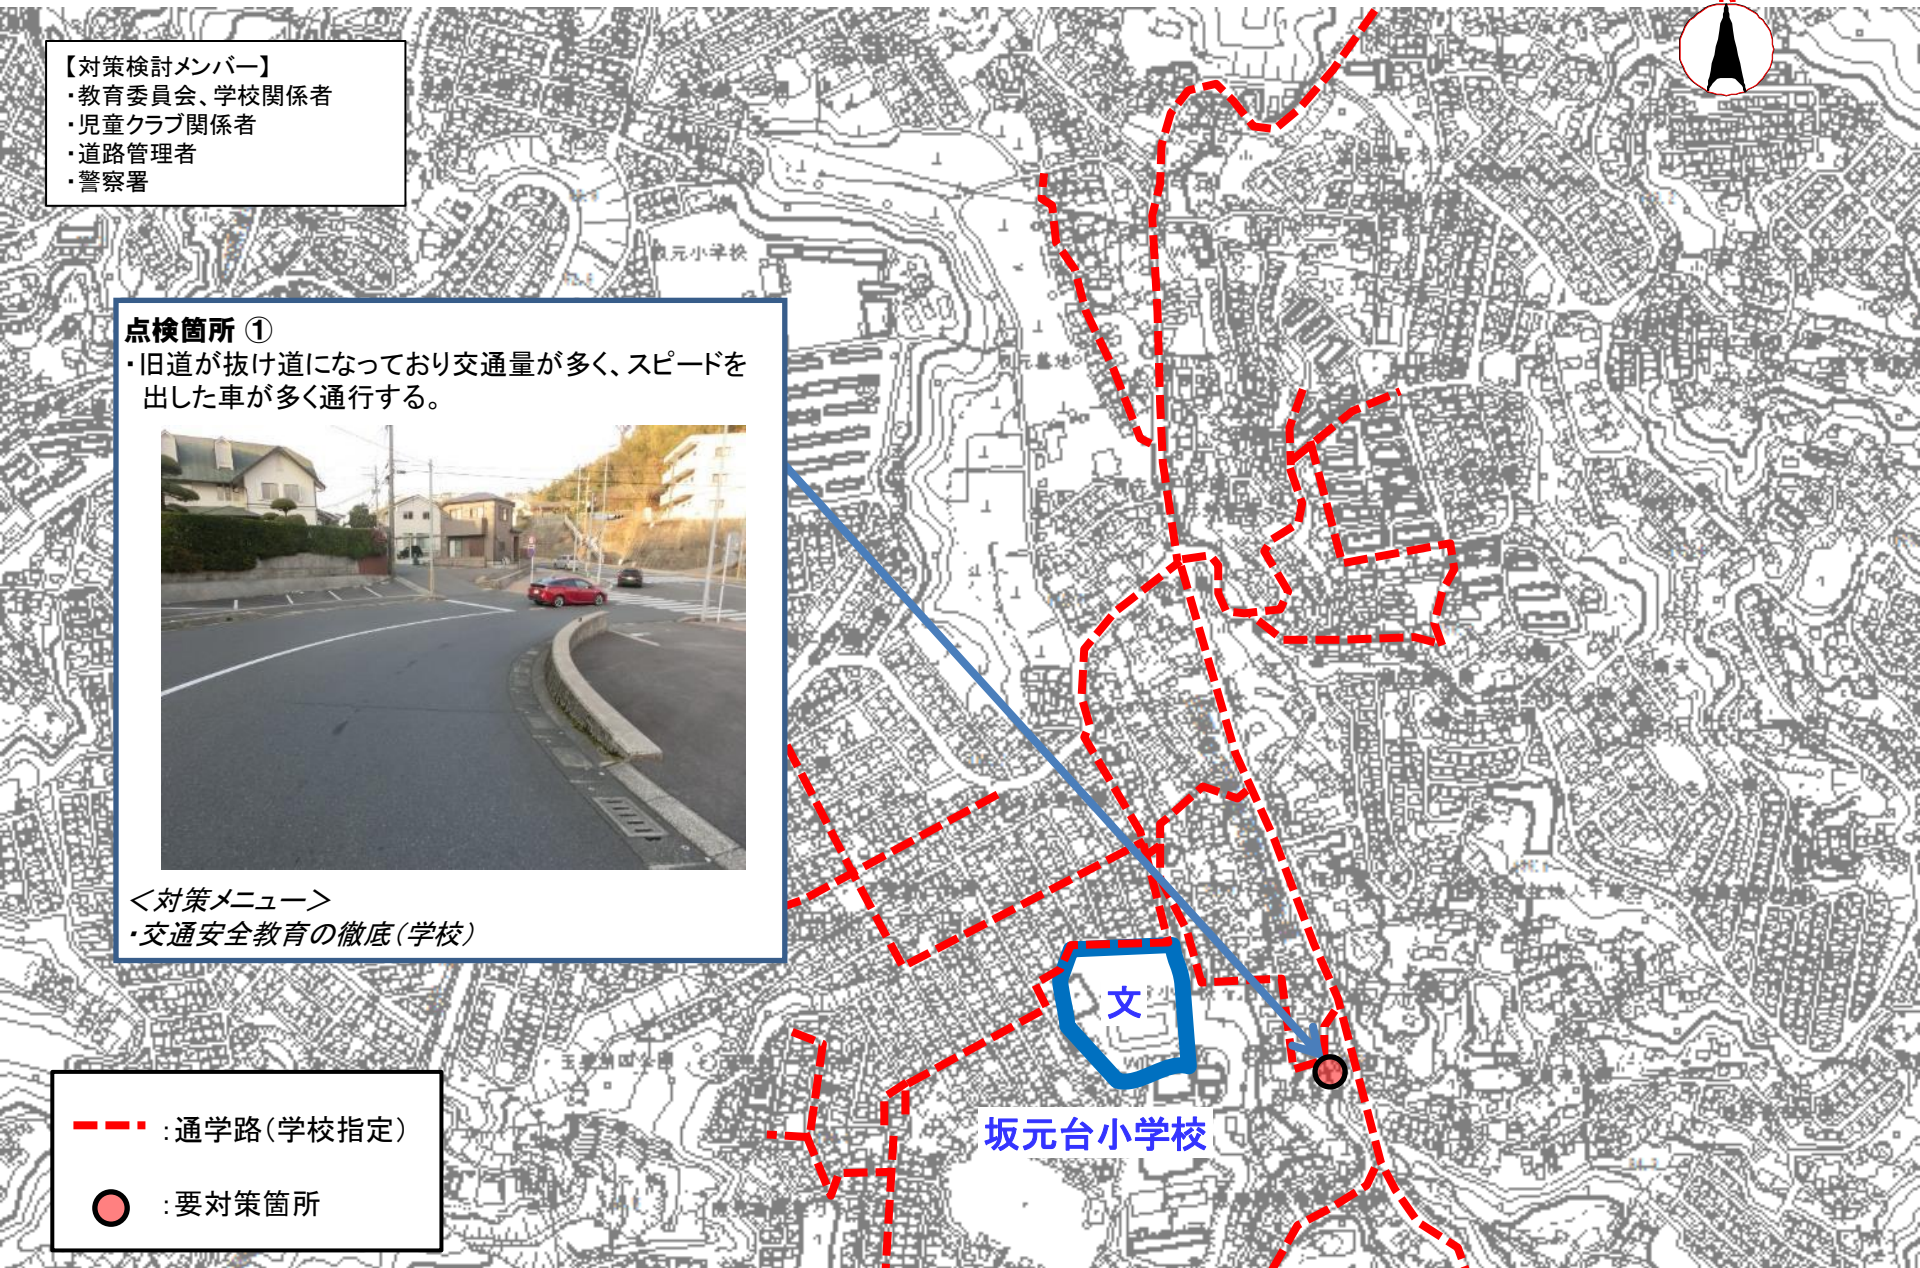 【対策検討メンバー】
・教育委員会、学校関係者
・児童クラブ関係者
・道路管理者
・警察署
坂元小学校
点検箇所 ①
・旧道が抜け道になっており交通量が多く、スピードを
出した車が多く通行する。
＜対策メニュー＞
・交通安全教育の徹底（学校）
文
坂元台小学校
：通学路（学校指定）
：要対策箇所